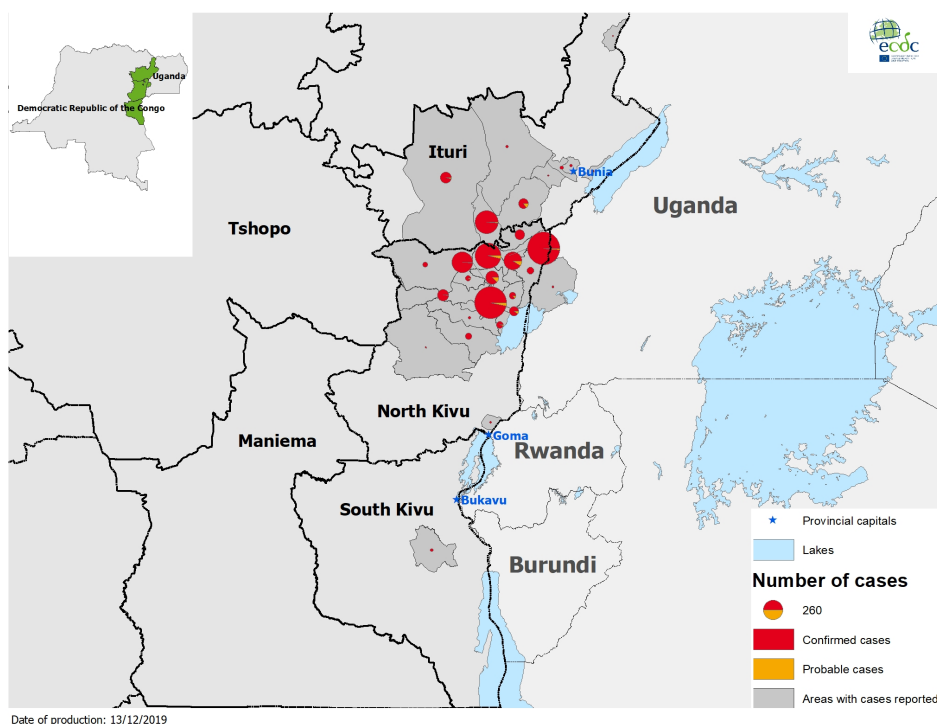 ecdc
Uganda
Democratic Republic of the Congo
Ituri
Bunia
Tshopo
Uganda
North Kivu
Maniema
Goma
Rwanda
South Kivu
Bukavu
Burundi
Provincial capitals
Lakes
Number of cases
260
Confirmed cases
Probable cases
Areas with cases reported
Date of production: 13/12/2019